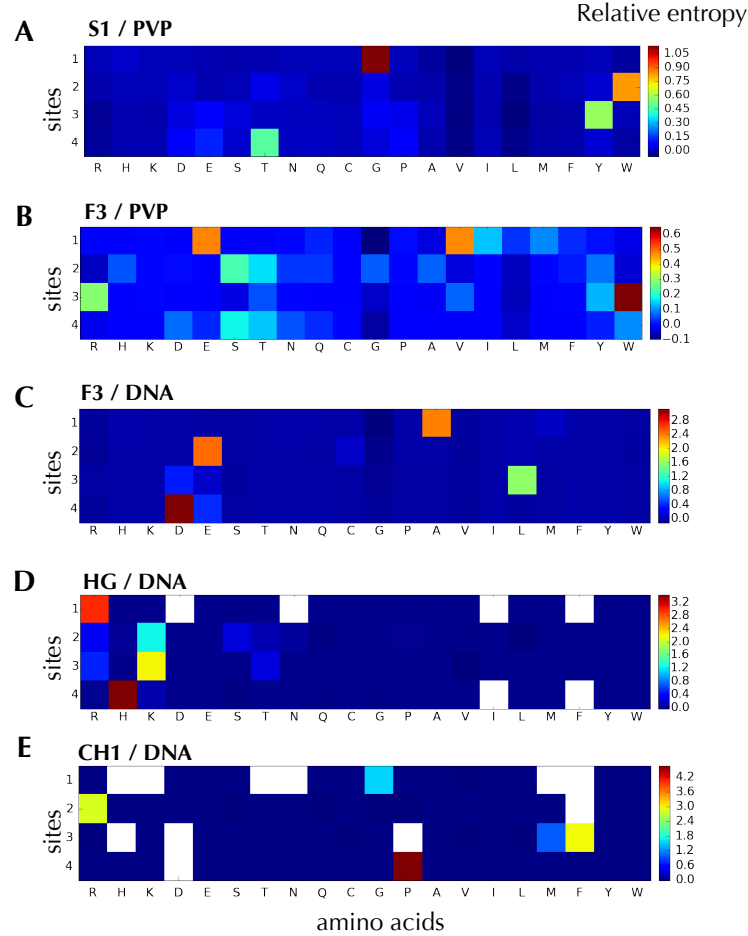 Relative entropy
A
S1 / PVP
sites
1
2
3
4
1.05
0.90
0.75
0.60
0.45
0.30
0.15
0.00
R H K D E S T N Q C G P A V I L M F Y W
B
F3 / PVP
sites
1
2
3
4
0.6
0.5
0.4
0.3
0.2
0.1
0.0
−0.1
R H K D E S T N Q C G P A V I L M F Y W
C
F3 / DNA
sites
1
2
3
4
2.8
2.4
2.0
1.6
1.2
0.8
0.4
0.0
R H K D E S T N Q C G P A V I L M F Y W
D
HG / DNA
sites
1
2
3
4
3.2
2.8
2.4
2.0
1.6
1.2
0.8
0.4
0.0
R H K D E S T N Q C G P A V I L M F Y W
E
CH1 / DNA
sites
1
2
3
4
4.2
3.6
3.0
2.4
1.8
1.2
0.6
0.0
R H K D E S T N Q C G P A V I L M F Y W
amino acids